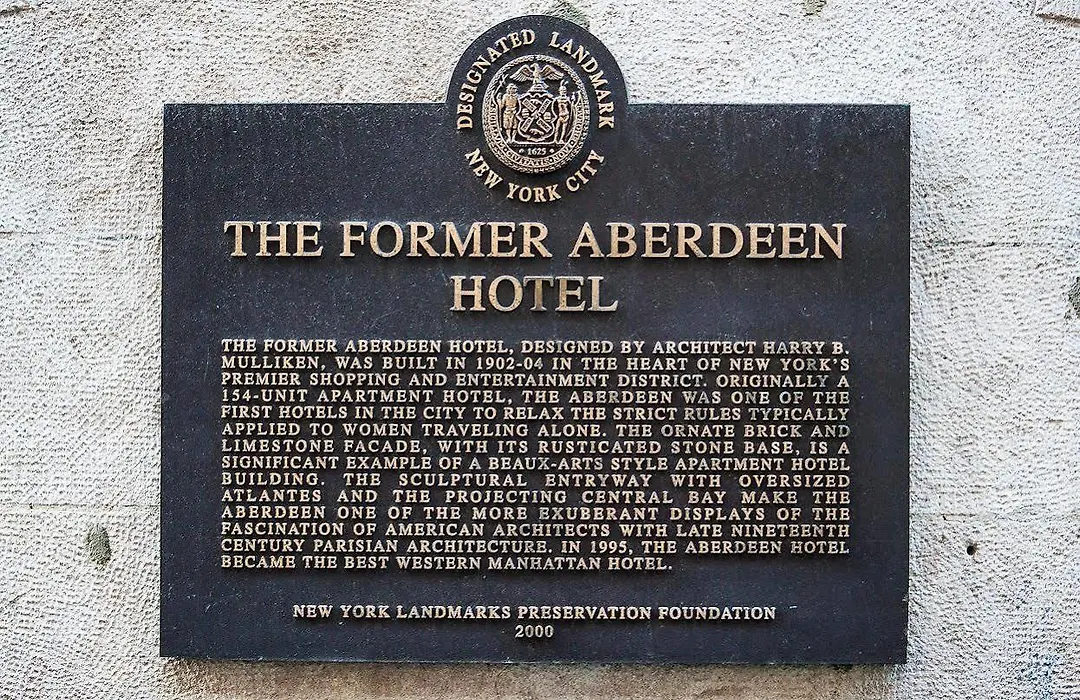 DESIGNATED LANDMARK
NEW YORK CITY
1625
THE FORMER ABERDEEN
HOTEL
THE FORMER ABERDEEN HOTEL, DESIGNED BY ARCHITECT HARRY B.
MULLIKEN, WAS BUILT IN 1902-04 IN THE HEART OF NEW YORK'S
PREMIER SHOPPING AND ENTERTAINMENT DISTRICT. ORIGINALLY A
154-UNIT APARTMENT HOTEL, THE ABERDEEN WAS ONE OF THE
FIRST HOTELS IN THE CITY TO RELAX THE STRICT RULES TYPICALLY
APPLIED TO WOMEN TRAVELING ALONE. THE ORNATE BRICK AND
LIMESTONE FACADE, WITH ITS RUSTICATED STONE BASE, IS A
SIGNIFICANT EXAMPLE OF A BEAUX-ARTS STYLE APARTMENT HOTEL
BUILDING. THE SCULPTURAL ENTRYWAY WITH OVERSIZED
ATLANTES AND THE PROJECTING CENTRAL BAY MAKE THE
ABERDEEN ONE OF THE MORE EXUBERANT DISPLAYS OF THE
FASCINATION OF AMERICAN ARCHITECTS WITH LATE NINETEENTH
CENTURY PARISIAN ARCHITECTURE. IN 1995, THE ABERDEEN HOTEL
BECAME THE BEST WESTERN MANHATTAN HOTEL.
NEW YORK LANDMARKS PRESERVATION FOUNDATION
2000